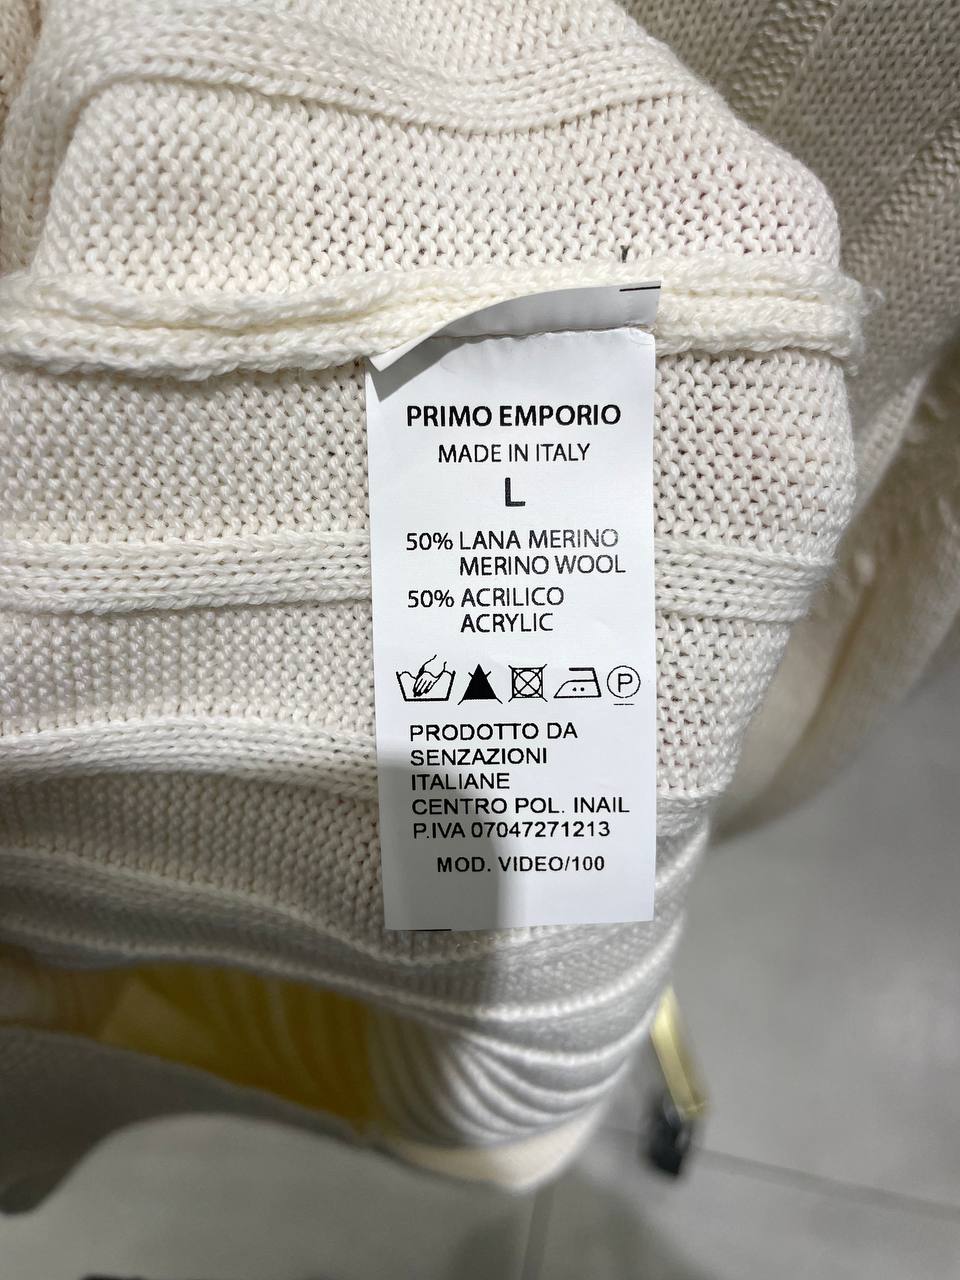 PRIMO EMPORIO
MADE IN ITALY
L
50% LANA MERINO
MERINO WOOL
50% ACRILICO
ACRYLIC
P
PRODOTTO DA
SENZAZIONI
ITALIANE
CENTRO POL. INAIL
P.IVA 07047271213
MOD. VIDEO/100